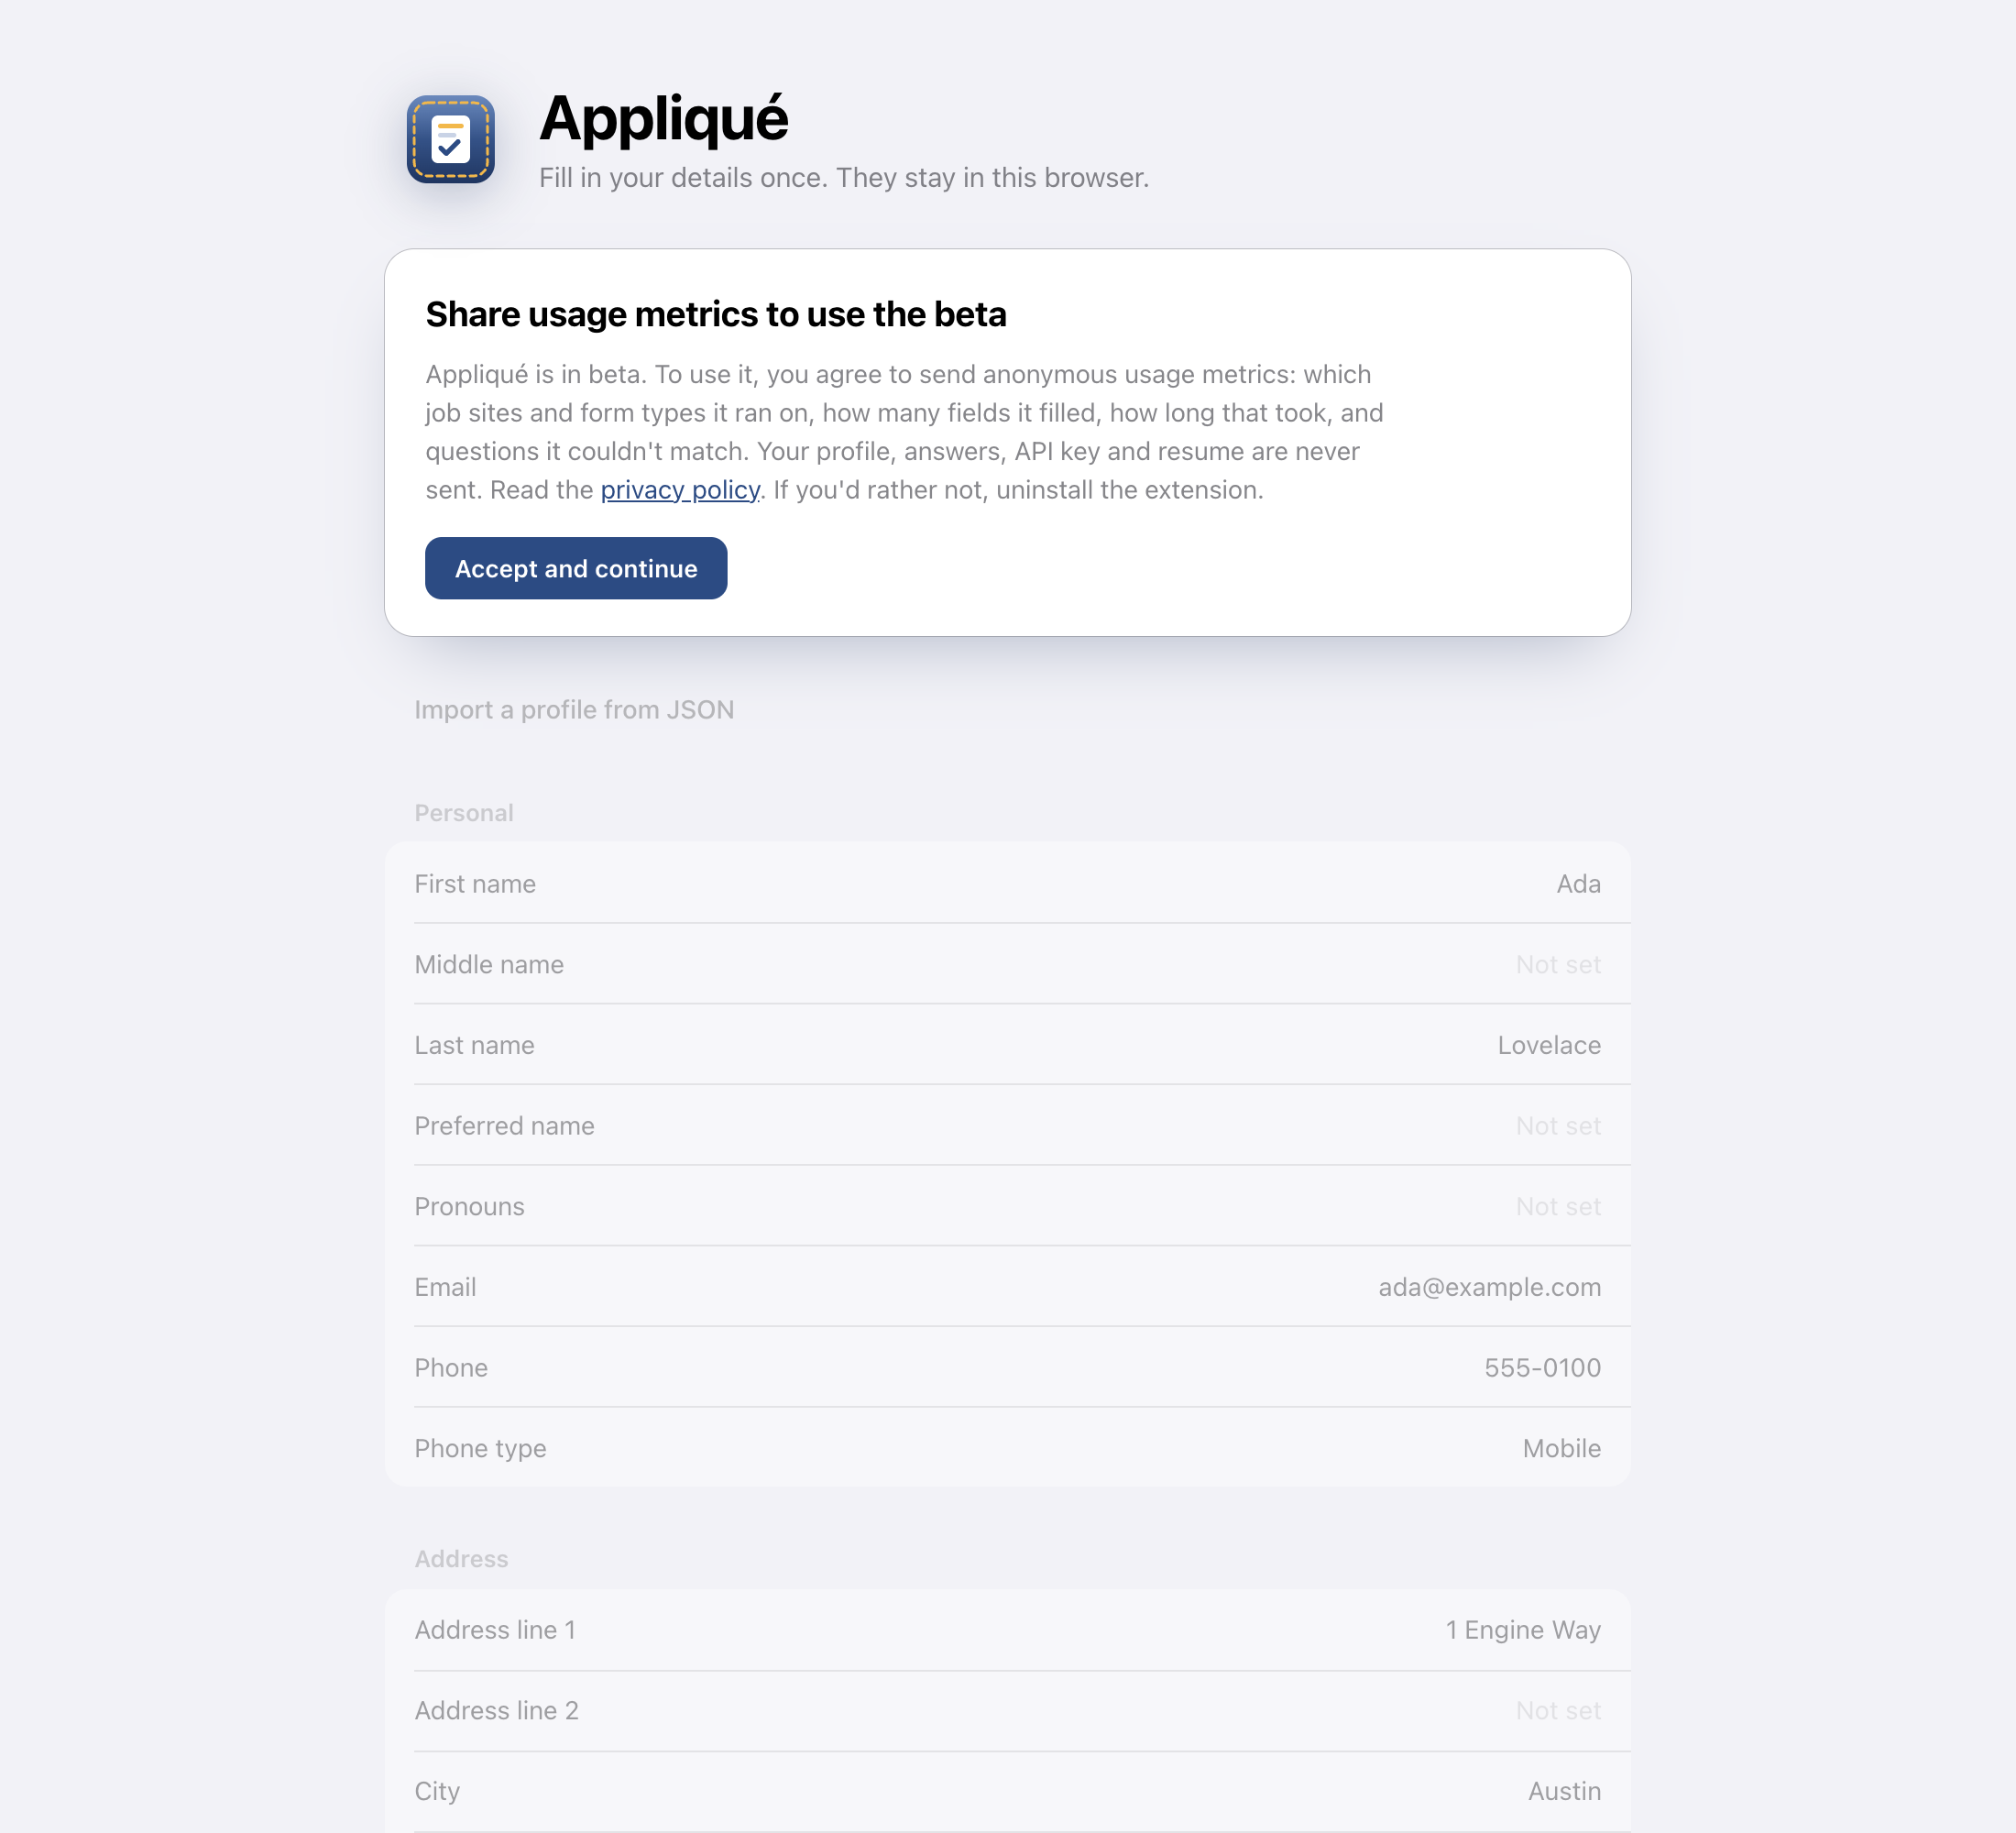 Appliqué
Fill in your details once. They stay in this browser.
Share usage metrics to use the beta
Appliqué is in beta. To use it, you agree to send anonymous usage metrics: which
job sites and form types it ran on, how many fields it filled, how long that took, and
questions it couldn't match. Your profile, answers, API key and resume are never
sent. Read the privacy policy. If you'd rather not, uninstall the extension.
Accept and continue
Import a profile from JSON
Personal
First name Ada
Middle name Not set
Last name Lovelace
Preferred name Not set
Pronouns Not set
Email ada@example.com
Phone 555-0100
Phone type Mobile
Address
Address line 1 1 Engine Way
Address line 2 Not set
City Austin